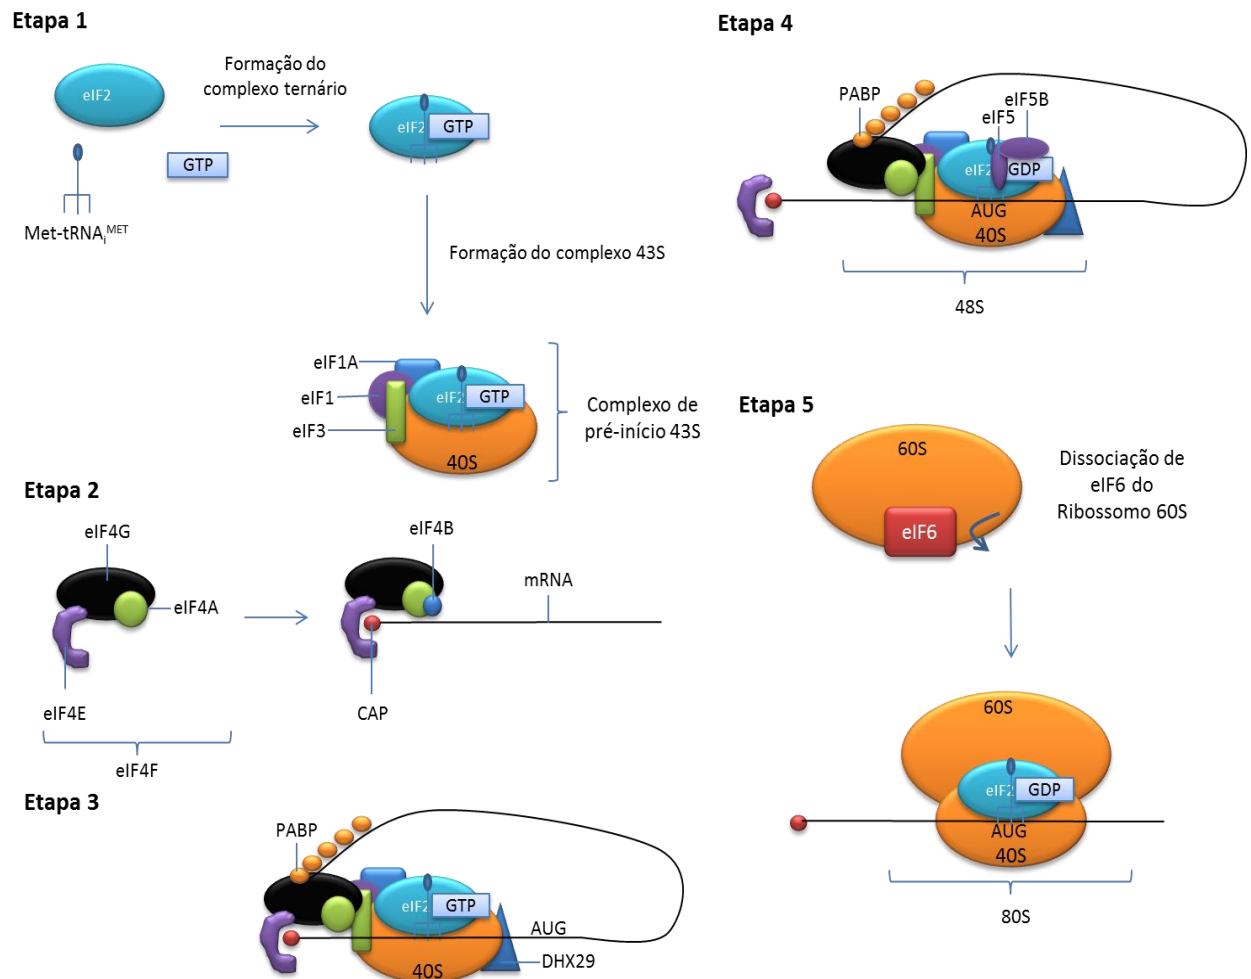 Etapa 1
eIF2
Formação do
complexo ternário
GTP
Met-tRNAiMET
eIF2
GTP
Formação do complexo 43S
eIF1A
eIF1
eIF3
eIF2
GTP
40S
Complexo de
pré-início 43S
Etapa 2
eIF4G
eIF4A
eIF4E
eIF4F
eIF4B
mRNA
CAP
Etapa 3
PABP
eIF2
GTP
AUG
40S
DHX29
Etapa 4
PABP
eIF5B
eIF5
eIF2
GDP
AUG
40S
48S
Etapa 5
60S
eIF6
Dissociação de
eIF6 do
Ribossomo 60S
60S
eIF2
GDP
AUG
40S
80S